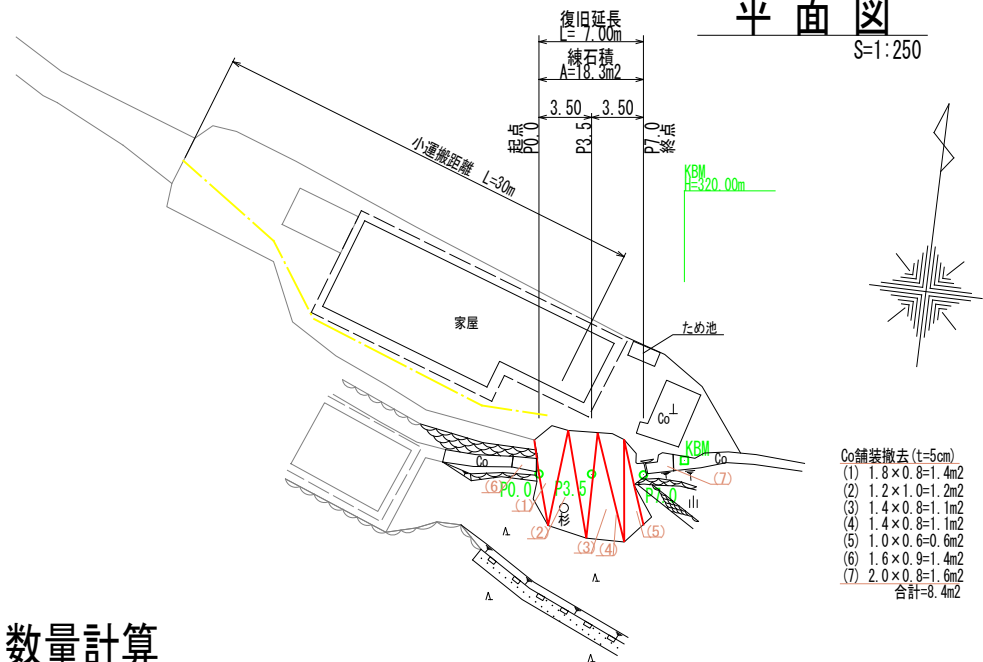 平面図
S=1:250
復旧延長
L= 7.00m
練石積
A=18.3m2
3.50
3.50
起点
P0.0
P3.5
P7.0
終点
小運搬距離 L=30m
KBM
H=320.00m
家屋
ため池
Co
KBM
Co
Co
(6)
P0.0
P3.5
P7.0
(7)
(1)
杉
(2)
(3)
(4)
(5)
Co舗装撤去(t=5cm)
(1) 1.8×0.8=1.4m2
(2) 1.2×1.0=1.2m2
(3) 1.4×0.8=1.1m2
(4) 1.4×0.8=1.1m2
(5) 1.0×0.6=0.6m2
(6) 1.6×0.9=1.4m2
(7) 2.0×0.8=1.6m2
合計=8.4m2
数量計算